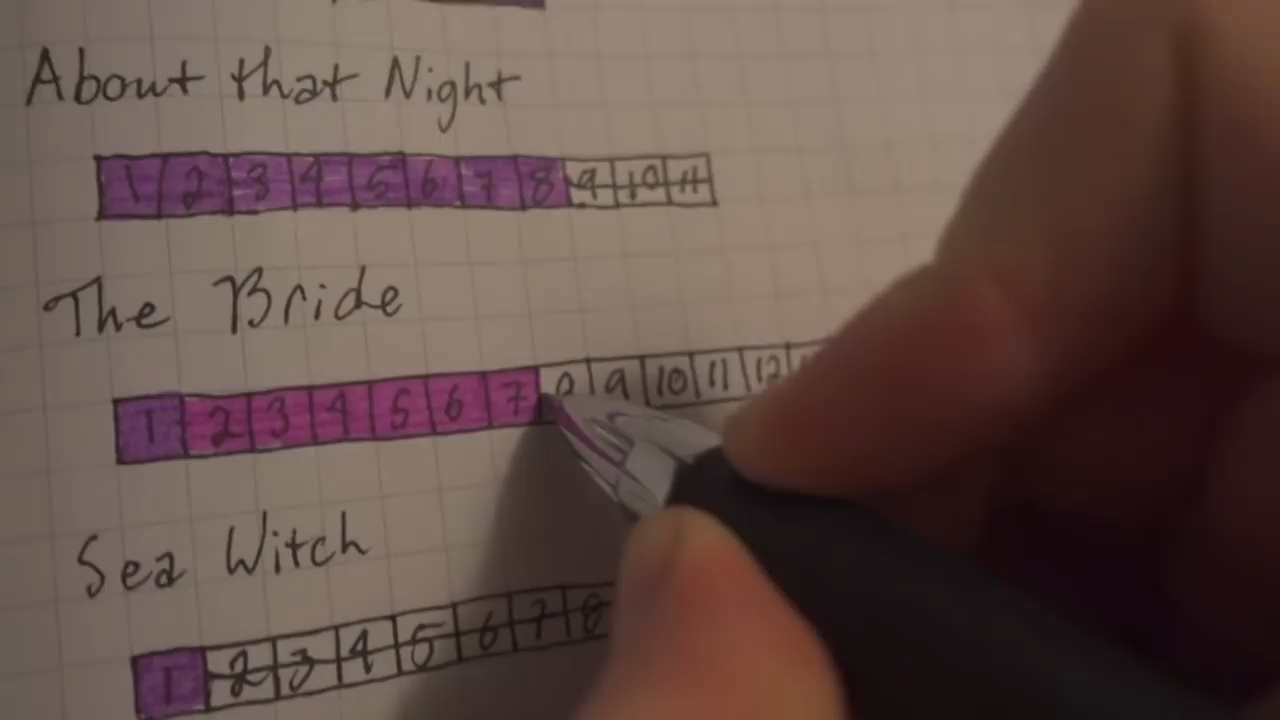 About that Night
1 2 3 4 5 6 7 8 9 10 11
The Bride
1 2 3 4 5 6 7 8 9 10 11 12
Sea Witch
1 2 3 4 5 6 7 8